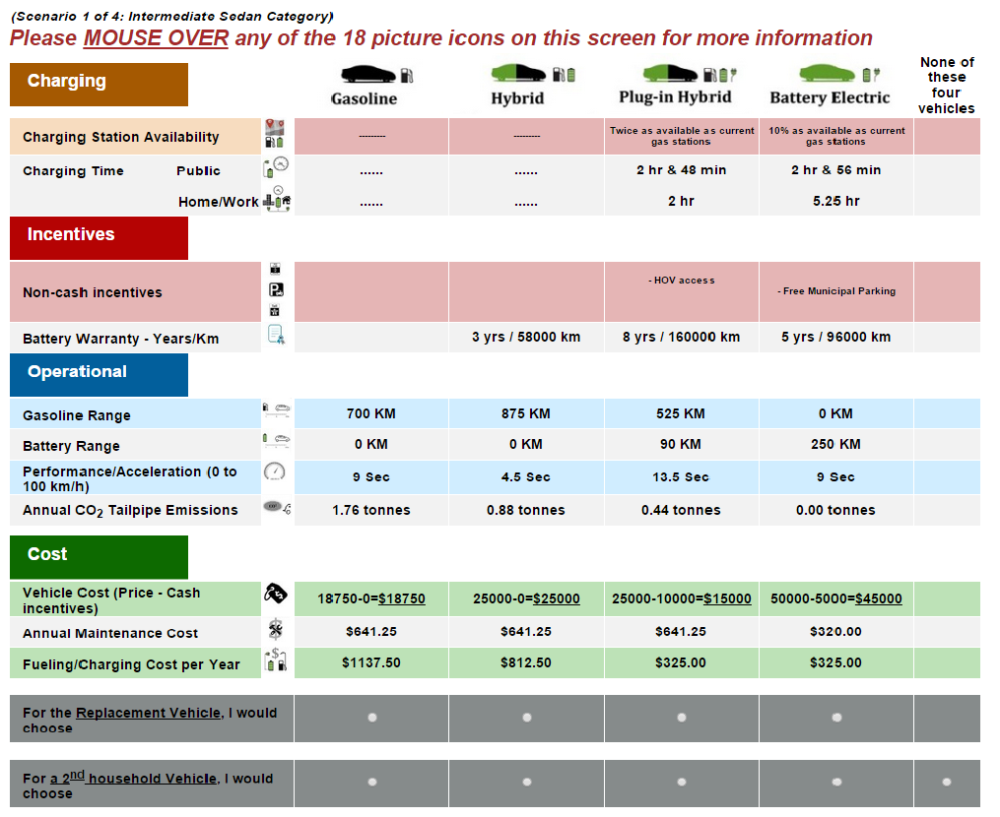 (Scenario 1 of 4: Intermediate Sedan Category)
Please MOUSE OVER any of the 18 picture icons on this screen for more information
Charging
Gasoline
Hybrid
Plug-in Hybrid
Battery Electric
None of
these
four
vehicles
Charging Station Availability
---------
---------
Twice as available as current
gas stations
10% as available as current
gas stations
Charging Time Public
......
......
2 hr & 48 min
2 hr & 56 min
Home/Work
......
......
2 hr
5.25 hr
Incentives
Non-cash incentives
- HOV access
- Free Municipal Parking
Battery Warranty - Years/Km
3 yrs / 58000 km
8 yrs / 160000 km
5 yrs / 96000 km
Operational
Gasoline Range
700 KM
875 KM
525 KM
0 KM
Battery Range
0 KM
0 KM
90 KM
250 KM
Performance/Acceleration (0 to
100 km/h)
9 Sec
4.5 Sec
13.5 Sec
9 Sec
Annual CO2 Tailpipe Emissions
1.76 tonnes
0.88 tonnes
0.44 tonnes
0.00 tonnes
Cost
Vehicle Cost (Price - Cash
incentives)
18750-0=$18750
25000-0=$25000
25000-10000=$15000
50000-5000=$45000
Annual Maintenance Cost
$641.25
$641.25
$641.25
$320.00
Fueling/Charging Cost per Year
$1137.50
$812.50
$325.00
$325.00
For the Replacement Vehicle, I would
choose
For a 2nd household Vehicle, I would
choose